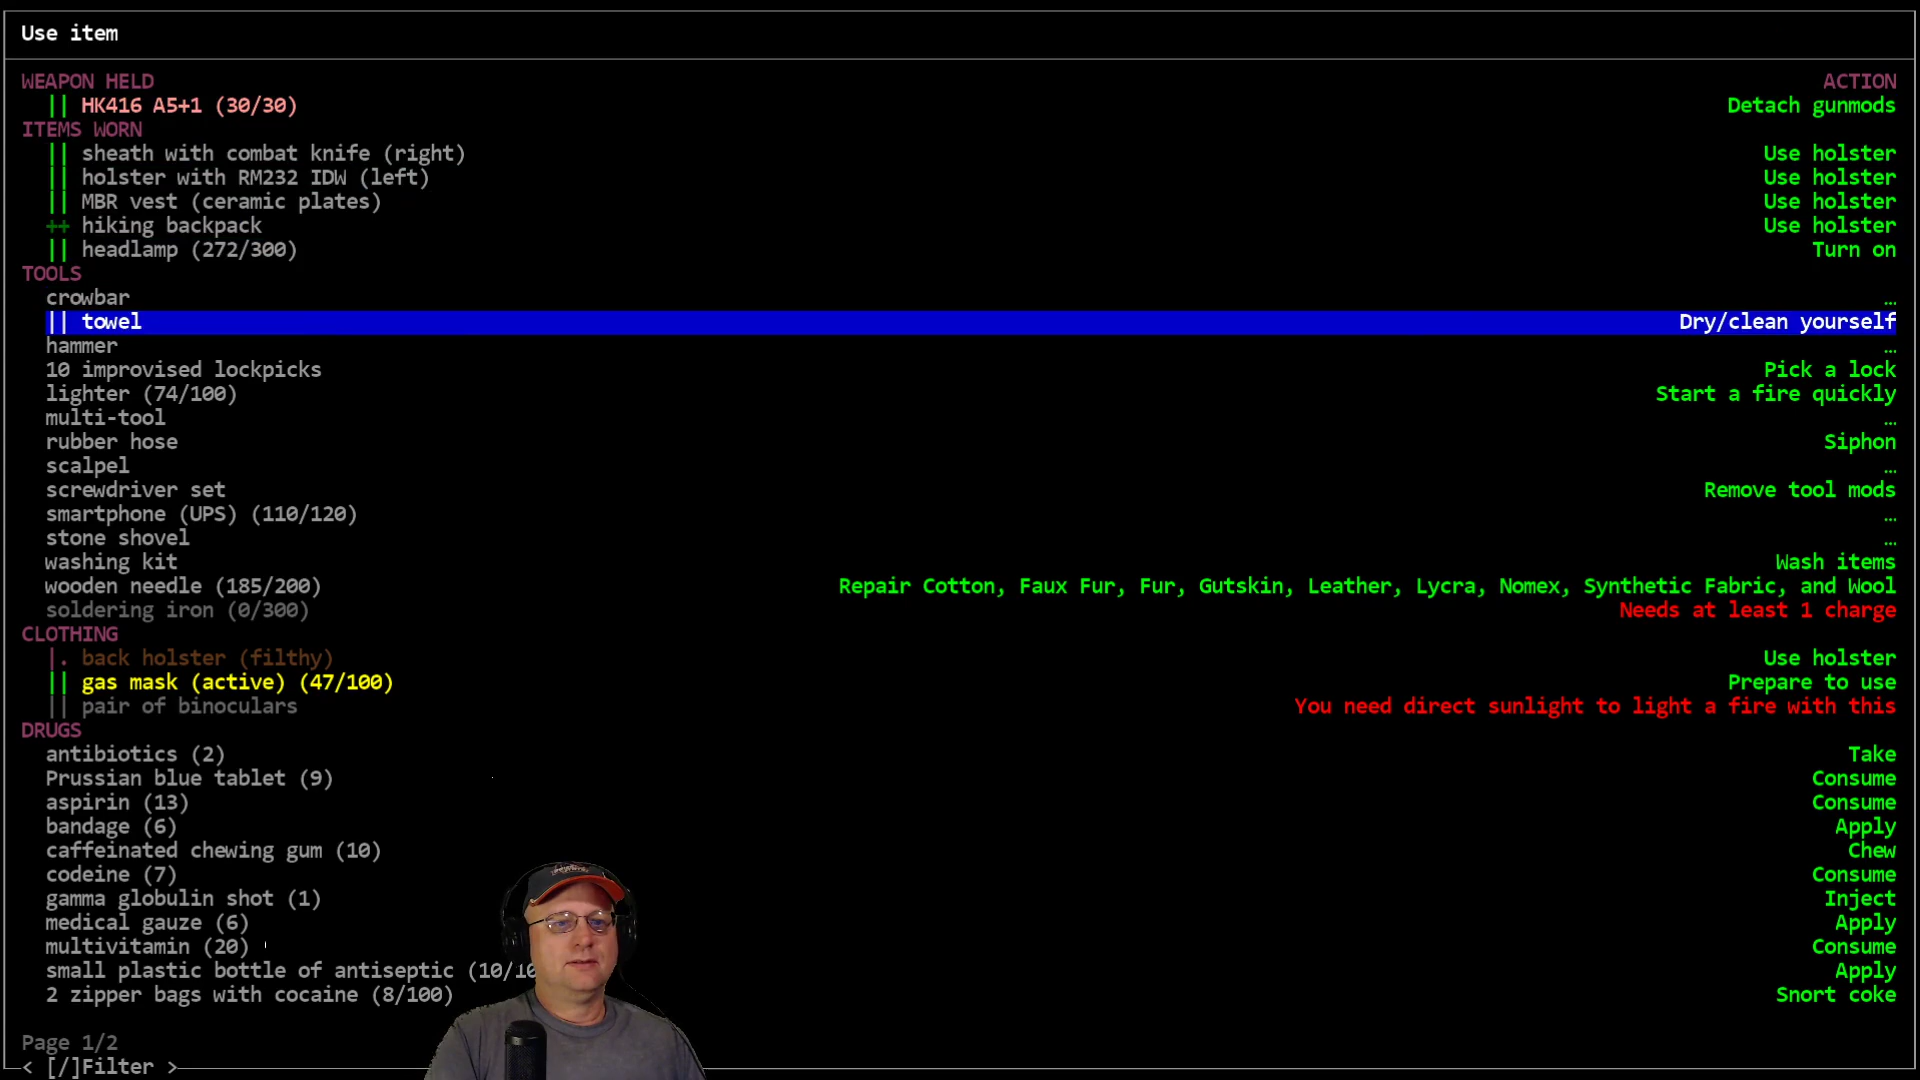 Use item
WEAPON HELD ACTION
|| HK416 A5+1 (30/30) Detach gunmods
ITEMS WORN
|| sheath with combat knife (right) Use holster
|| holster with RM232 IDW (left) Use holster
|| MBR vest (ceramic plates) Use holster
++ hiking backpack Use holster
|| headlamp (272/300) Turn on
TOOLS
crowbar …
|| towel Dry/clean yourself
hammer …
10 improvised lockpicks Pick a lock
lighter (74/100) Start a fire quickly
multi-tool …
rubber hose Siphon
scalpel …
screwdriver set Remove tool mods
smartphone (UPS) (110/120) …
stone shovel …
washing kit Wash items
wooden needle (185/200) Repair Cotton, Faux Fur, Fur, Gutskin, Leather, Lycra, Nomex, Synthetic Fabric, and Wool
soldering iron (0/300) Needs at least 1 charge
CLOTHING
|. back holster (filthy) Use holster
|| gas mask (active) (47/100) Prepare to use
|| pair of binoculars You need direct sunlight to light a fire with this
DRUGS
antibiotics (2) Take
Prussian blue tablet (9) Consume
aspirin (13) Consume
bandage (6) Apply
caffeinated chewing gum (10) Chew
codeine (7) Consume
gamma globulin shot (1) Inject
medical gauze (6) Apply
multivitamin (20) Consume
small plastic bottle of antiseptic (10/10 Apply
2 zipper bags with cocaine (8/100) Snort coke
Page 1/2
< [/]Filter >